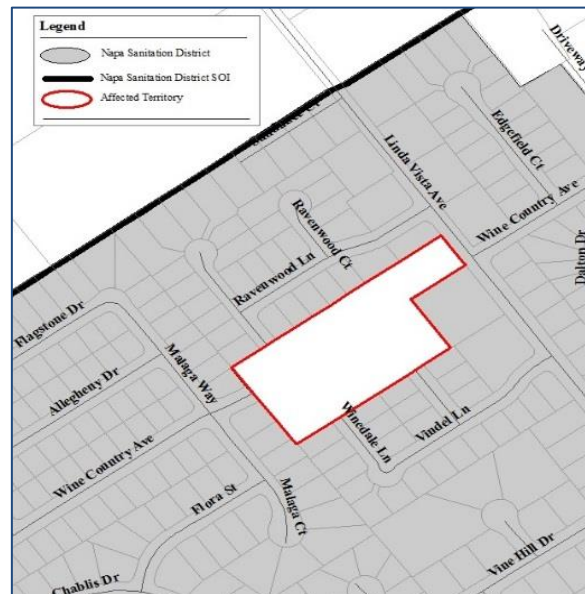 Legend
Napa Sanitation District
Napa Sanitation District SOI
Affected Territory
Driveway
Edgefield Ct
Linda Vista Ave
Wine Country Ave
Ravenwood Ct
Dalton Dr
Ravenwood Ln
Flagstone Dr
Malaga Way
Allegheny Dr
Winedale Ln
Vindel Ln
Wine Country Ave
Malaga Ct
Flora St
Vine Hill Dr
Chablis Dr